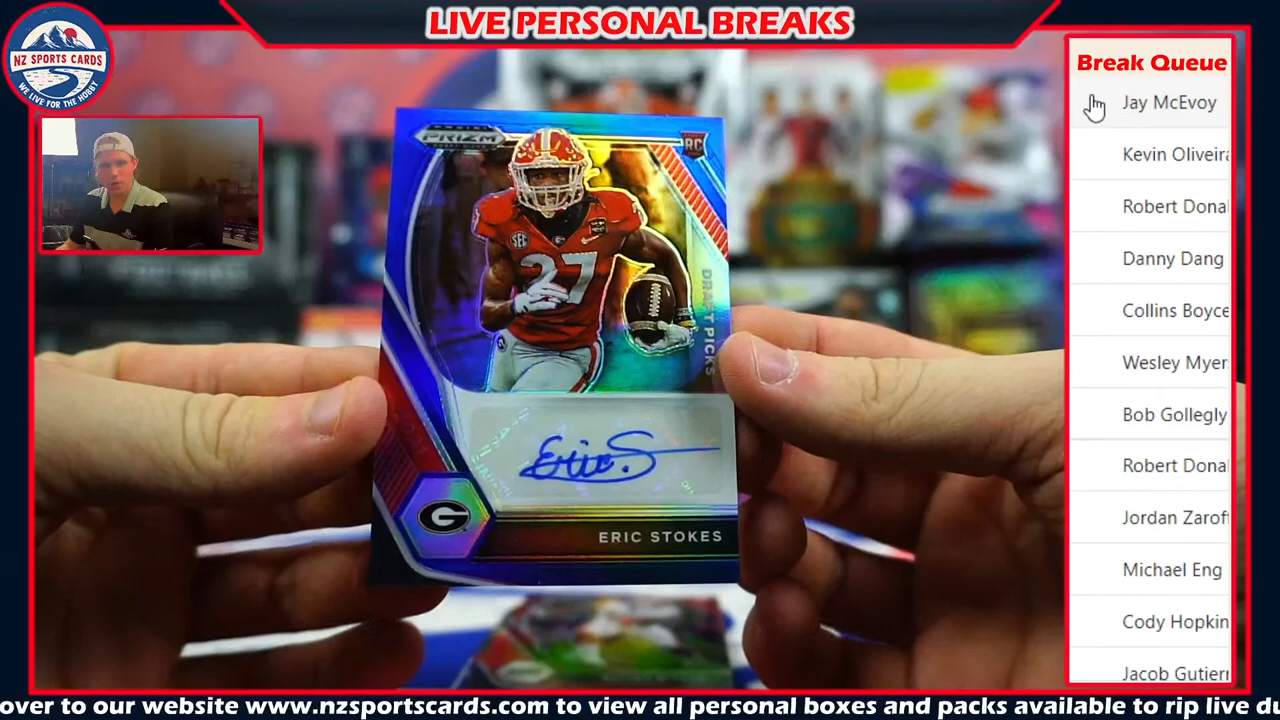 LIVE PERSONAL BREAKS
NZ SPORTS CARDS
WE LIVE FOR THE HOBBY
Break Queue
Jay McEvoy
Kevin Oliveira
Robert Dona
Danny Dang
Collins Boyce
Wesley Myer
Bob Gollegly
Robert Dona
Jordan Zarof
Michael Eng
Cody Hopkin
Jacob Gutierr
PRIZM
RC
SEC
G
27
DRAFT PICKS
Eric S
G
ERIC STOKES
over to our website www.nzsportscards.com to view all personal boxes and packs available to rip live du